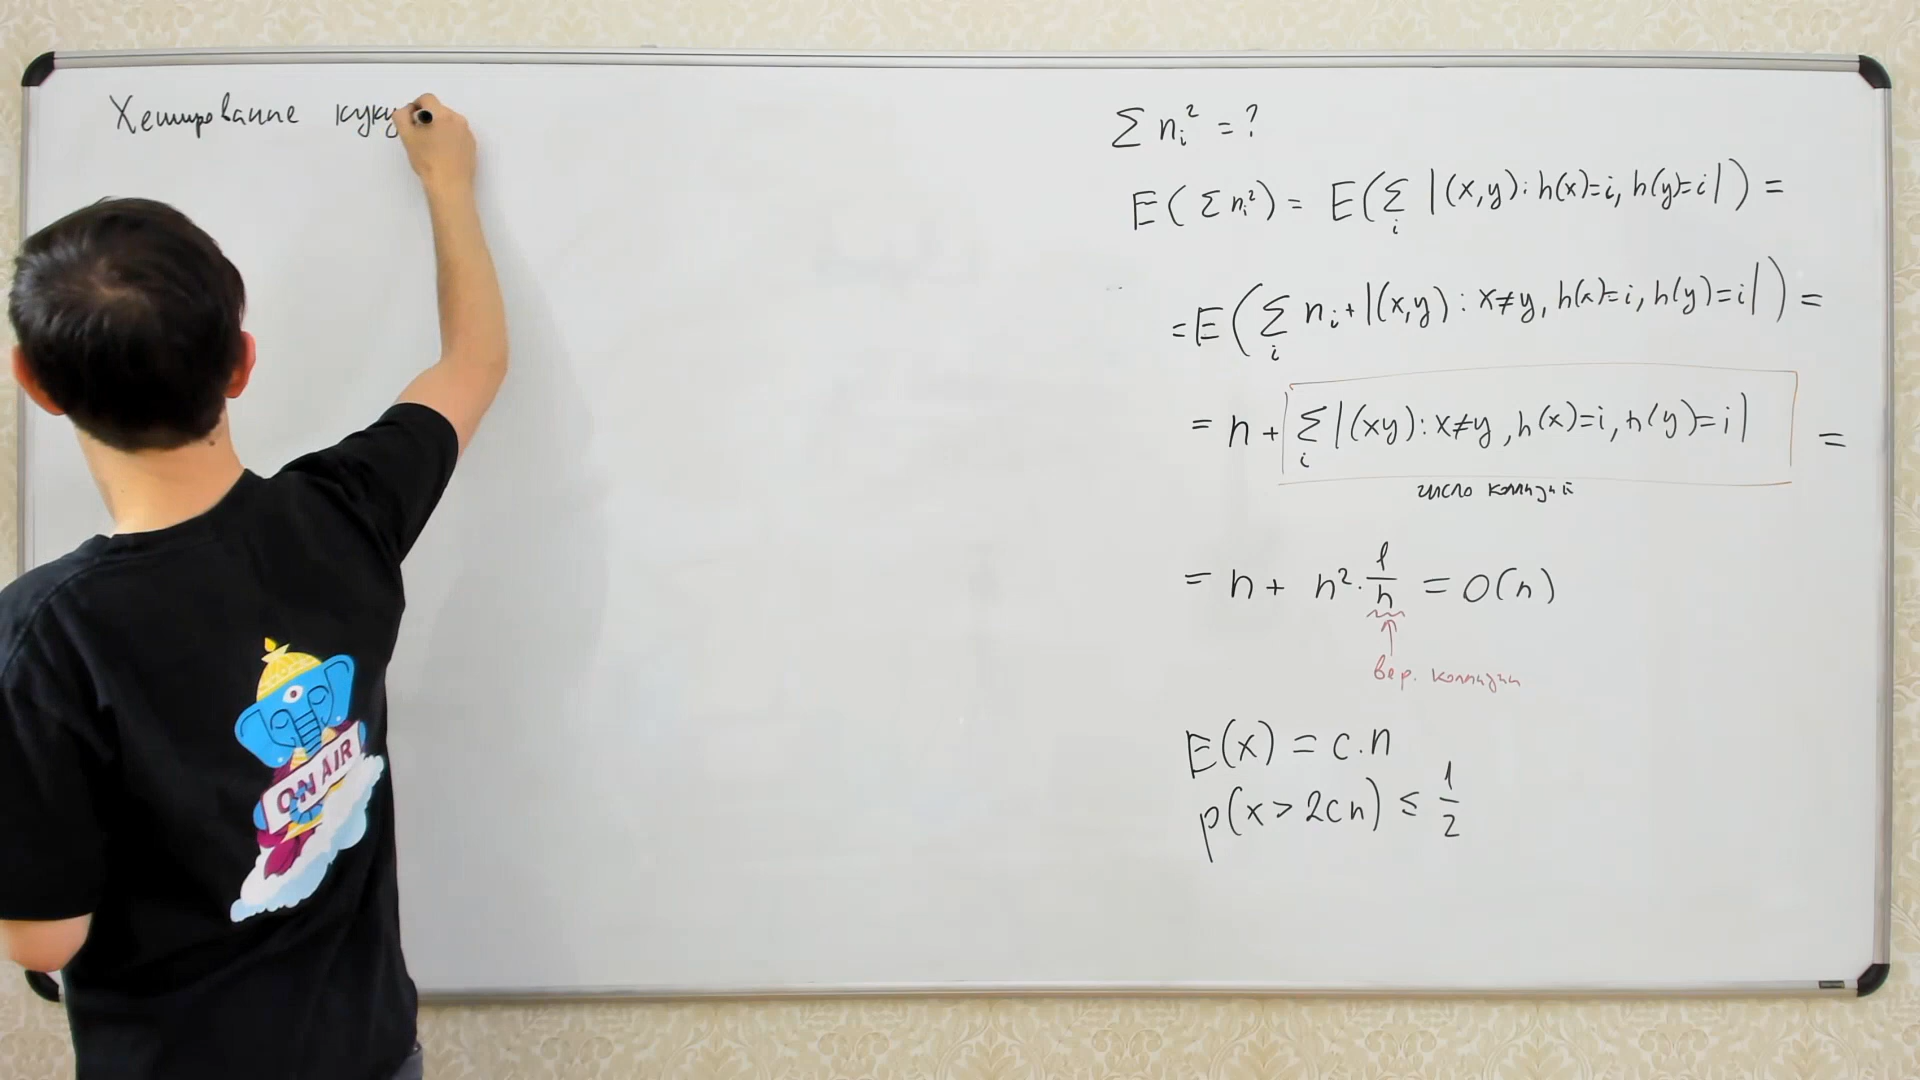 Хеширование куку
∑ nᵢ² = ?
E(∑ nᵢ²) = E(∑ᵢ |(x,y): h(x)=i, h(y)=i|) =
= E(∑ᵢ nᵢ + |(x,y): x≠y, h(x)=i, h(y)=i|) =
= n + ∑ᵢ |(xy): x≠y, h(x)=i, h(y)=i| =
число коллизий
= n + n² · 1/n = O(n)
вер. коллизии
E(x) = c.n
p(x > 2cn) ≤ 1/2
ON AIR